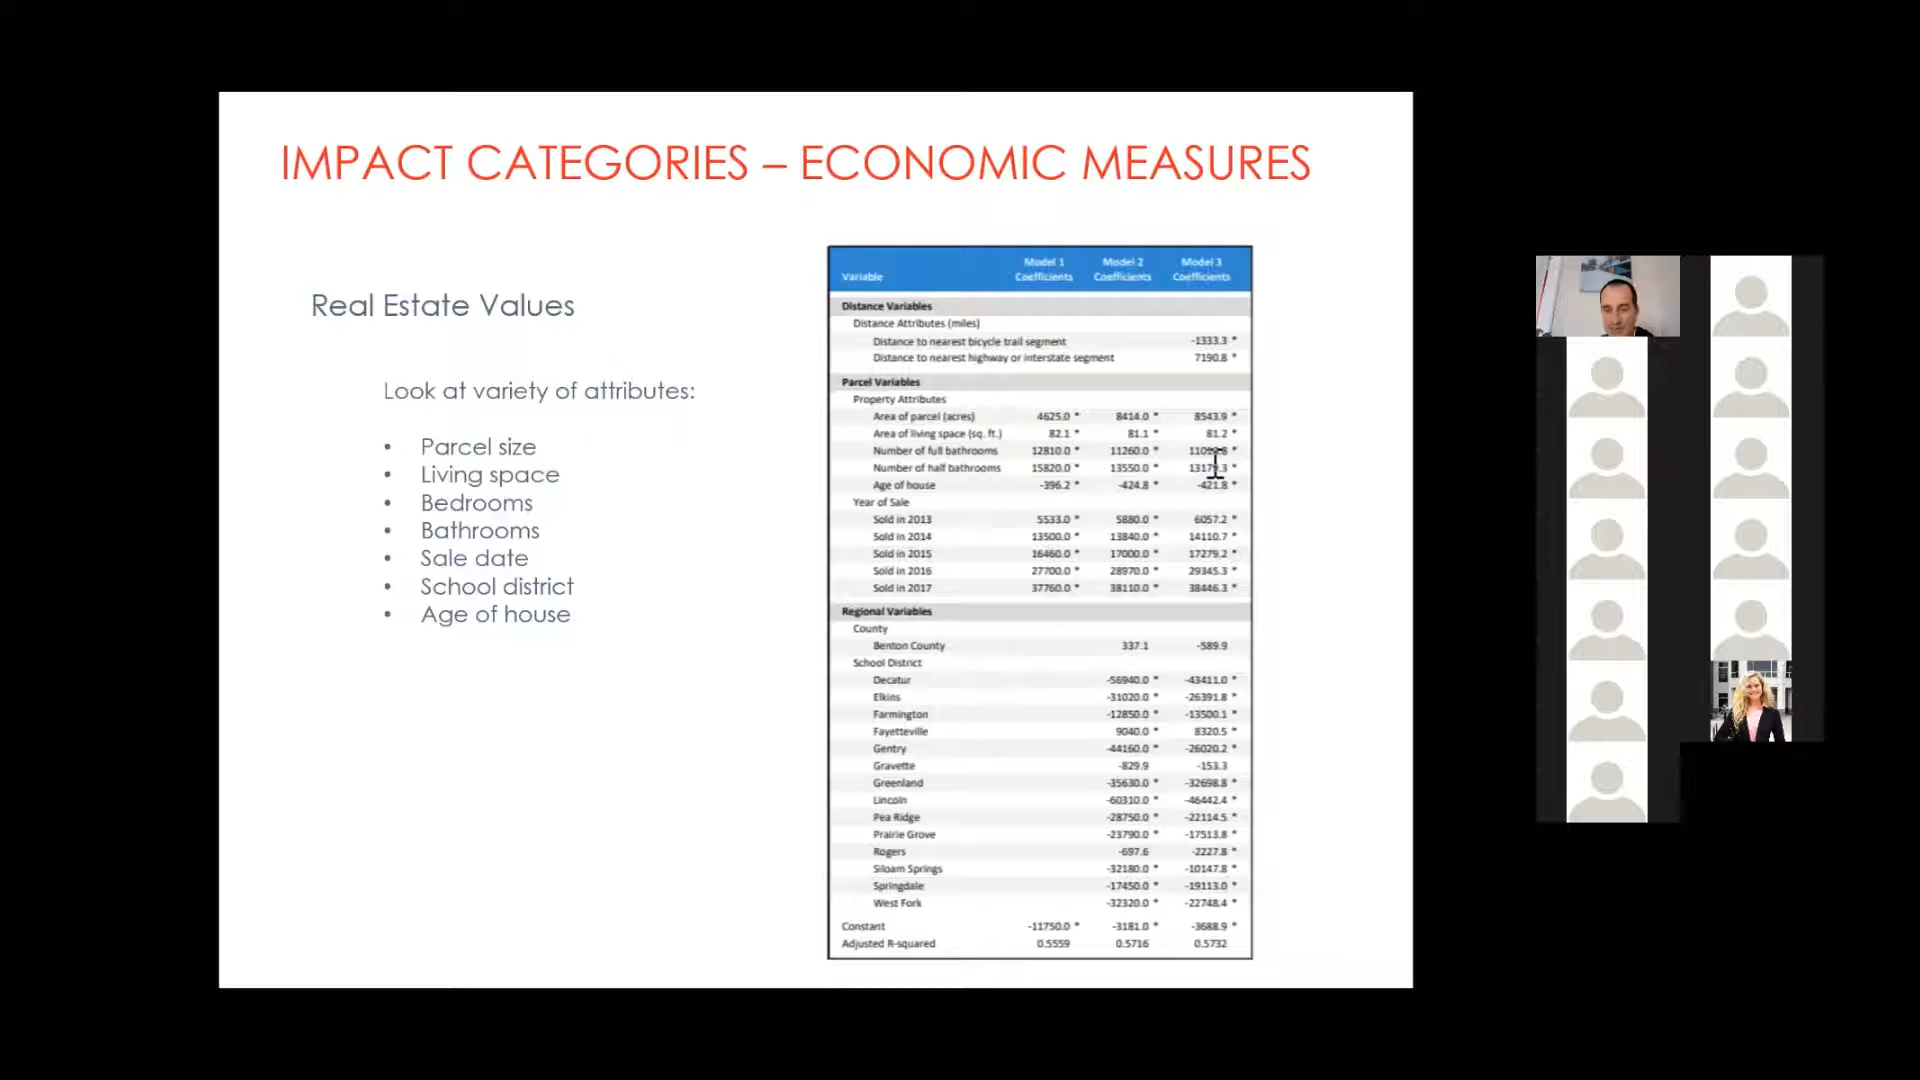 IMPACT CATEGORIES – ECONOMIC MEASURES
Real Estate Values
Look at variety of attributes:
• Parcel size
• Living space
• Bedrooms
• Bathrooms
• Sale date
• School district
• Age of house
Variable Model 1 Coefficients Model 2 Coefficients Model 3 Coefficients
Distance Variables
Distance Attributes (miles)
Distance to nearest bicycle trail segment -1333.3 *
Distance to nearest highway or interstate segment 7190.8 *
Parcel Variables
Property Attributes
Area of parcel (acres) 4625.0 * 8414.0 * 8543.9 *
Area of living space (sq. ft.) 82.1 * 81.1 * 81.2 *
Number of full bathrooms 12810.0 * 11260.0 * *
Number of half bathrooms 15820.0 * 13550.0 * *
Age of house -396.2 * -424.8 * -421.8 *
Year of Sale
Sold in 2013 5533.0 * 5880.0 * 6057.2 *
Sold in 2014 13500.0 * 13840.0 * 14110.7 *
Sold in 2015 16460.0 * 17000.0 * 17279.2 *
Sold in 2016 27700.0 * 28970.0 * 29345.3 *
Sold in 2017 37760.0 * 38110.0 * 38446.3 *
Regional Variables
County
Benton County 337.1 -589.9
School District
Decatur -56940.0 * -43411.0 *
Elkins -31020.0 * -26391.8 *
Farmington -12850.0 * -13500.1 *
Fayetteville 9040.0 * 8320.5 *
Gentry -44160.0 * -26020.2 *
Gravette -829.9 -153.3
Greenland -35630.0 * -32698.8 *
Lincoln -60310.0 * -46442.4 *
Pea Ridge -28750.0 * -22114.5 *
Prairie Grove -23790.0 * -17513.8 *
Rogers -697.6 -2227.8 *
Siloam Springs -32180.0 * -10147.8 *
Springdale -17450.0 * -19113.0 *
West Fork -32320.0 * -22748.4 *
Constant -11750.0 * -3181.0 * -3688.9 *
Adjusted R-squared 0.5559 0.5716 0.5732